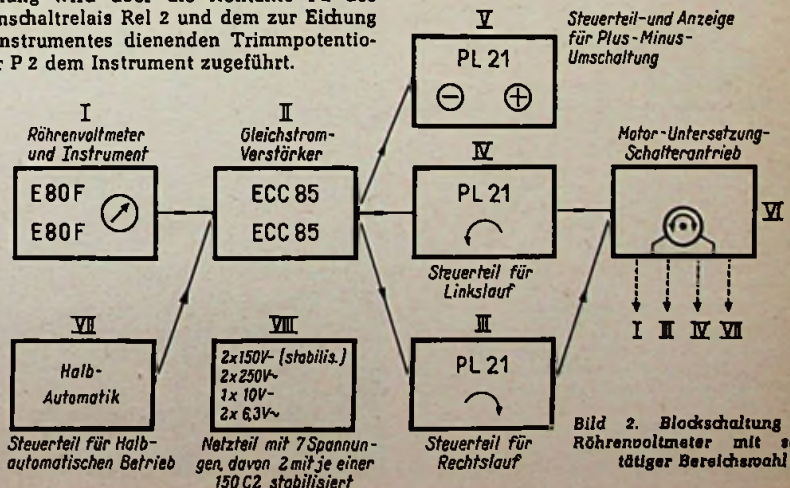 wird über die Kontakte
nschaltrelais Rel 2 und dem zur Eichung
nstrumentes dienenden Trimmpotentio-
P 2 dem Instrument zugeführt.
V
Steuerteil-und Anzeige
für Plus-Minus-
Umschaltung
PL 21
⊖ ⊕
I
Röhrenvoltmeter
und Instrument
E80F
E80F
II
Gleichstrom-
Verstärker
ECC 85
ECC 85
IV
PL 21
Steuerteil für
Linkslauf
Motor-Untersetzung-
Schalterantrieb
VI
I III IV VII
VII
Halb-
Automatik
Steuerteil für Halb-
automatischen Betrieb
VIII
2x150V- (stabilis.)
2x250V~
1x 10V-
2x 6,3V~
Netzteil mit 7 Spannun-
gen, davon 2 mit je einer
150 C2 stabilisiert
III
PL 21
Steuerteil für
Rechtslauf
Bild 2. Blockschaltung
Röhrenvoltmeter mit s
tätiger Bereichswahl